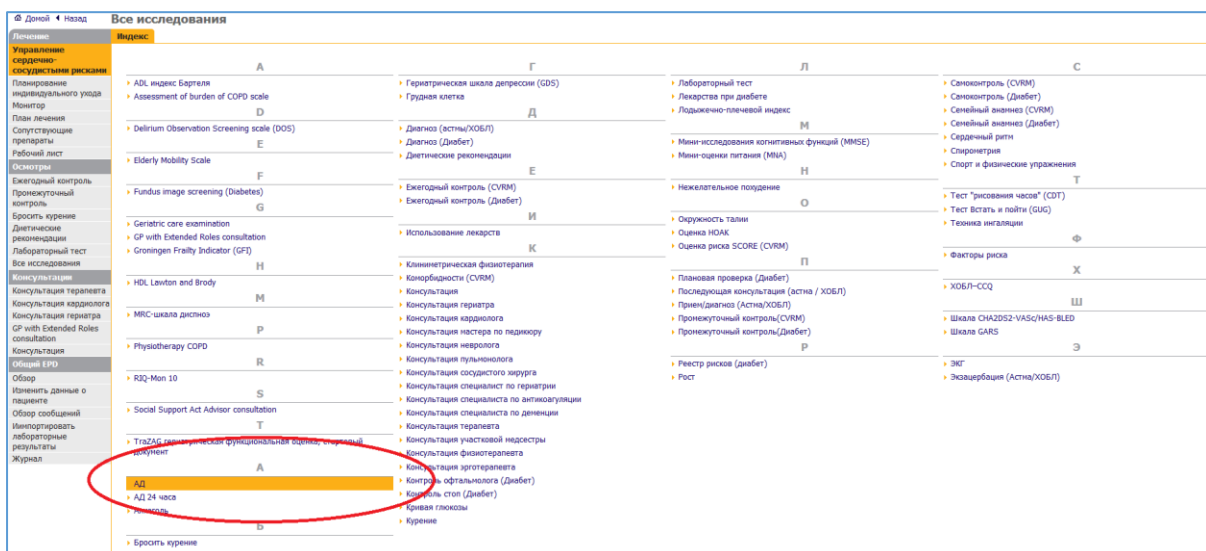 Домой Назад
Все исследования
Лечение
Управление
сердечно-
сосудистыми рисками
Планирование
индивидуального ухода
Монитор
План лечения
Сопутствующие
препараты
Рабочий лист
Осмотры
Ежегодный контроль
Промежуточный
контроль
Бросить курение
Диетические
рекомендации
Лабораторный тест
Все исследования
Консультация
Консультация терапевта
Консультация кардиолога
Консультация гериатра
GP with Extended Roles
consultation
Консультация
Общий EPD
Обзор
Изменить данные о
пациенте
Обзор сообщений
Импортировать
лабораторные
результаты
Журнал
Индекс
A
ADL индекс Бартеля
Assessment of burden of COPD scale
D
Delirium Observation Screening scale (DOS)
E
Elderly Mobility Scale
F
Fundus image screening (Diabetes)
G
Geriatric care examination
GP with Extended Roles consultation
Groningen Frailty Indicator (GFI)
H
HDL Lawton and Brody
M
MRC-шкала диспноэ
P
Physiotherapy COPD
R
RIQ-Mon 10
S
Social Support Act Advisor consultation
T
TraZAG гериатрическая функциональная оценка, стартовый
документ
А
АД
АД 24 часа
Алкоголь
Б
Бросить курение
Г
Гериатрическая шкала депрессии (GDS)
Грудная клетка
Д
Диагноз (астмы/ХОБЛ)
Диагноз (Диабет)
Диетические рекомендации
Е
Ежегодный контроль (CVRM)
Ежегодный контроль (Диабет)
И
Использование лекарств
К
Клиниметрическая физиотерапия
Коморбидности (CVRM)
Консультация
Консультация гериатра
Консультация кардиолога
Консультация мастера по педикюру
Консультация невролога
Консультация пульмонолога
Консультация сосудистого хирурга
Консультация специалист по гериатрии
Консультация специалиста по антикоагуляции
Консультация специалиста по деменции
Консультация терапевта
Консультация участковой медсестры
Консультация физиотерапевта
Консультация эрготерапевта
Контроль офтальмолога (Диабет)
Контроль стоп (Диабет)
Кривая глюкозы
Курение
Л
Лабораторный тест
Лекарства при диабете
Лодыжечно-плечевой индекс
М
Мини-исследования когнитивных функций (MMSE)
Мини-оценки питания (MNA)
Н
Нежелательное похудение
О
Окружность талии
Оценка НОАК
Оценка риска SCORE (CVRM)
П
Плановая проверка (Диабет)
Последующая консультация (астма / ХОБЛ)
Прием/диагноз (Астма/ХОБЛ)
Промежуточный контроль(CVRM)
Промежуточный контроль(Диабет)
Р
Реестр рисков (диабет)
Рост
С
Самоконтроль (CVRM)
Самоконтроль (Диабет)
Семейный анамнез (CVRM)
Семейный анамнез (Диабет)
Сердечный ритм
Спирометрия
Спорт и физические упражнения
Т
Тест "рисования часов" (CDT)
Тест Встать и пойти (GUG)
Техника ингаляции
Ф
Факторы риска
Х
ХОБЛ-CCQ
Ш
Шкала CHA2DS2-VASc/HAS-BLED
Шкала GARS
Э
ЭКГ
Экзацербация (Астма/ХОБЛ)